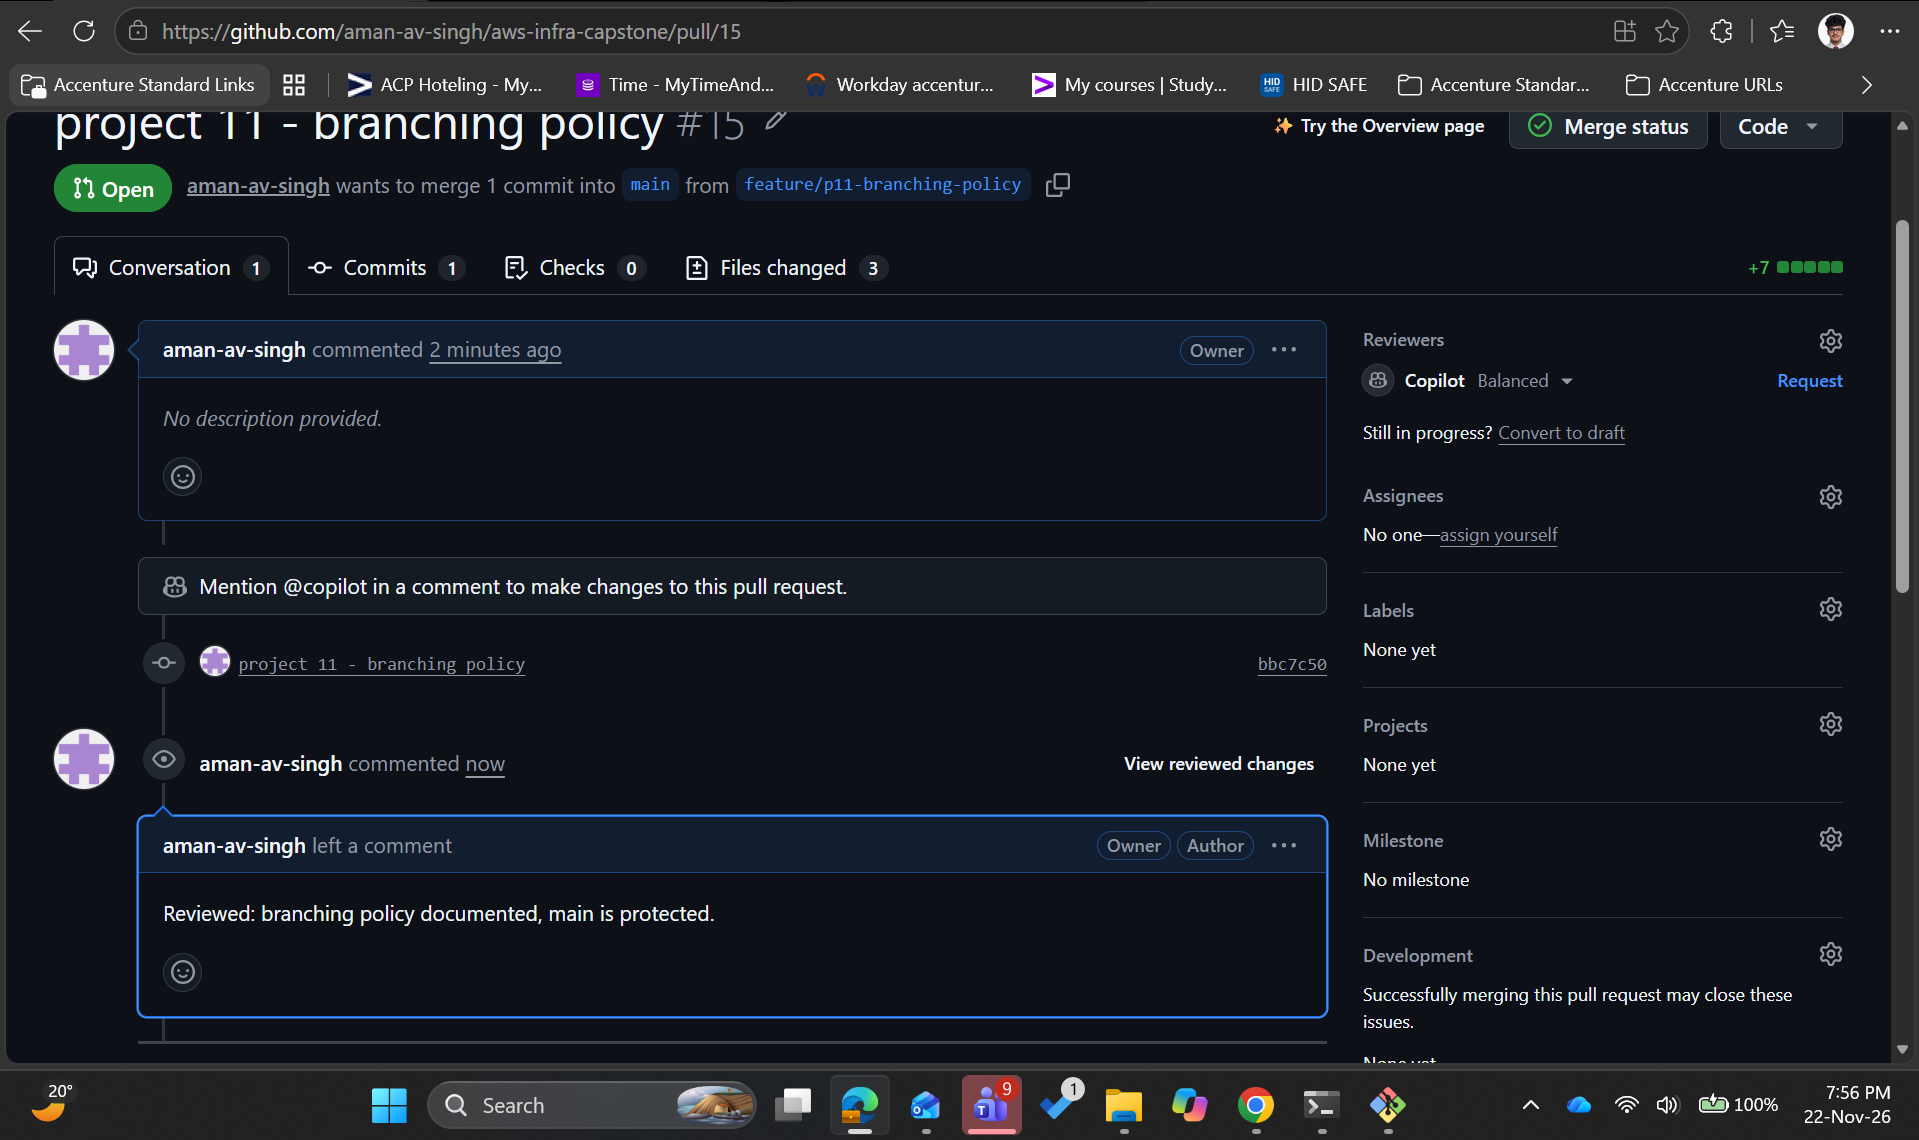 https://github.com/aman-av-singh/aws-infra-capstone/pull/15
Accenture Standard Links
ACP Hoteling - My...
Time - MyTimeAnd...
Workday accentur...
My courses | Study...
HID SAFE
HID SAFE
Accenture Standar...
Accenture URLs
project 11 - branching policy #15
Try the Overview page
Merge status
Code
Open
aman-av-singh wants to merge 1 commit into main from feature/p11-branching-policy
Conversation 1
Commits 1
Checks 0
Files changed 3
+7
aman-av-singh commented 2 minutes ago
Owner
No description provided.
Mention @copilot in a comment to make changes to this pull request.
project 11 - branching policy
bbc7c50
aman-av-singh commented now
View reviewed changes
aman-av-singh left a comment
Owner
Author
Reviewed: branching policy documented, main is protected.
Reviewers
Copilot Balanced
Request
Still in progress? Convert to draft
Assignees
No one—assign yourself
Labels
None yet
Projects
None yet
Milestone
No milestone
Development
Successfully merging this pull request may close these
issues.
None yet
20°
Search
9
1
100%
7:56 PM
22-Nov-26